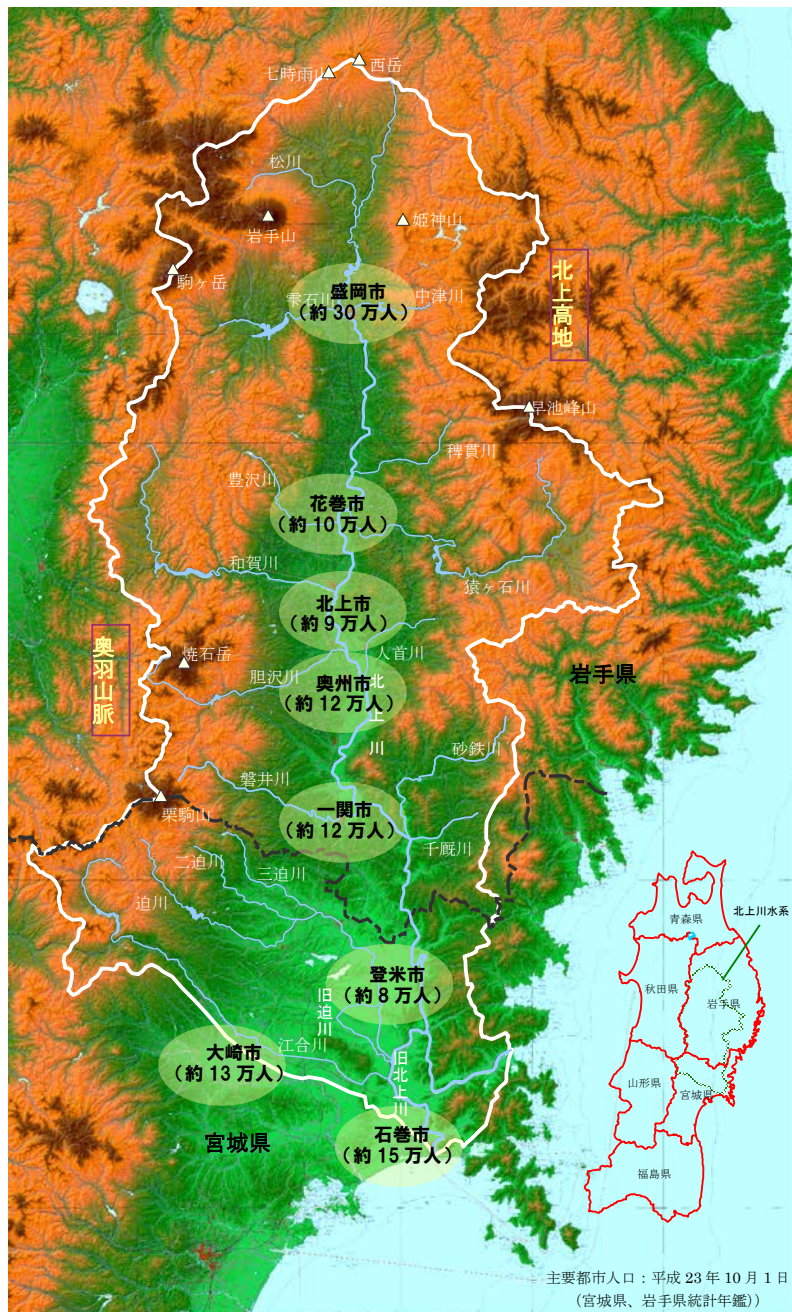 七時雨山
西岳
松川
岩手山
姫神山
駒ヶ岳
雫石川
盛岡市
（約 30 万人）
中津川
北上高地
早池峰山
稗貫川
豊沢川
花巻市
（約 10 万人）
和賀川
猿ヶ石川
北上市
（約 9 万人）
人首川
奥羽山脈
焼石岳
胆沢川
奥州市
（約 12 万人）
北上川
岩手県
砂鉄川
磐井川
栗駒山
一関市
（約 12 万人）
千厩川
二迫川
三迫川
迫川
登米市
（約 8 万人）
旧迫川
江合川
大崎市
（約 13 万人）
旧北上川
宮城県
石巻市
（約 15 万人）
北上川水系
青森県
秋田県
岩手県
山形県
宮城県
福島県
主要都市人口：平成 23 年 10 月 1 日
（宮城県、岩手県統計年鑑））